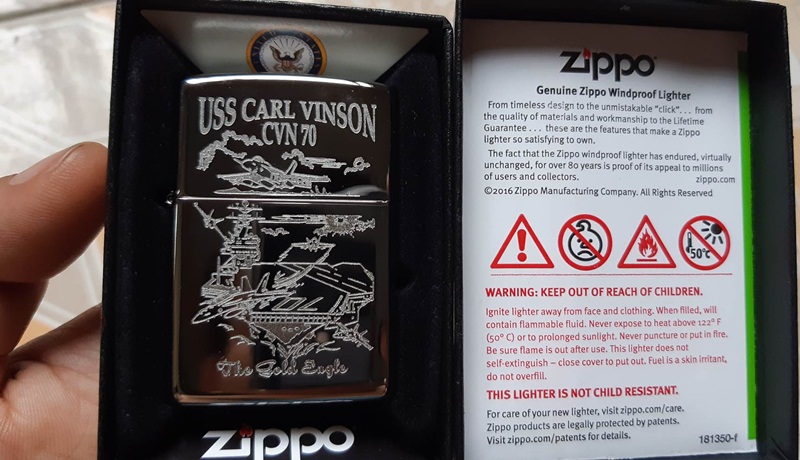 USS CARL VINSON
CVN 70
The Gold Eagle
zippo
zippo
Genuine Zippo Windproof Lighter
From timeless design to the unmistakable “click”... from
the quality of materials and workmanship to the Lifetime
Guarantee ... these are the features that make a Zippo
lighter so satisfying to own.
The fact that the Zippo windproof lighter has endured, virtually
unchanged, for over 80 years is proof of its appeal to millions
of users and collectors. zippo.com
©2016 Zippo Manufacturing Company. All Rights Reserved
50°C
WARNING: KEEP OUT OF REACH OF CHILDREN.
Ignite lighter away from face and clothing. When filled, will
contain flammable fluid. Never expose to heat above 122° F
(50° C) or to prolonged sunlight. Never puncture or put in fire.
Be sure flame is out after use. This lighter does not
self-extinguish – close cover to put out. Fuel is a skin irritant,
do not overfill.
THIS LIGHTER IS NOT CHILD RESISTANT.
For care of your new lighter, visit zippo.com/care.
Zippo products are legally protected by patents.
Visit zippo.com/patents for details.
181350-f